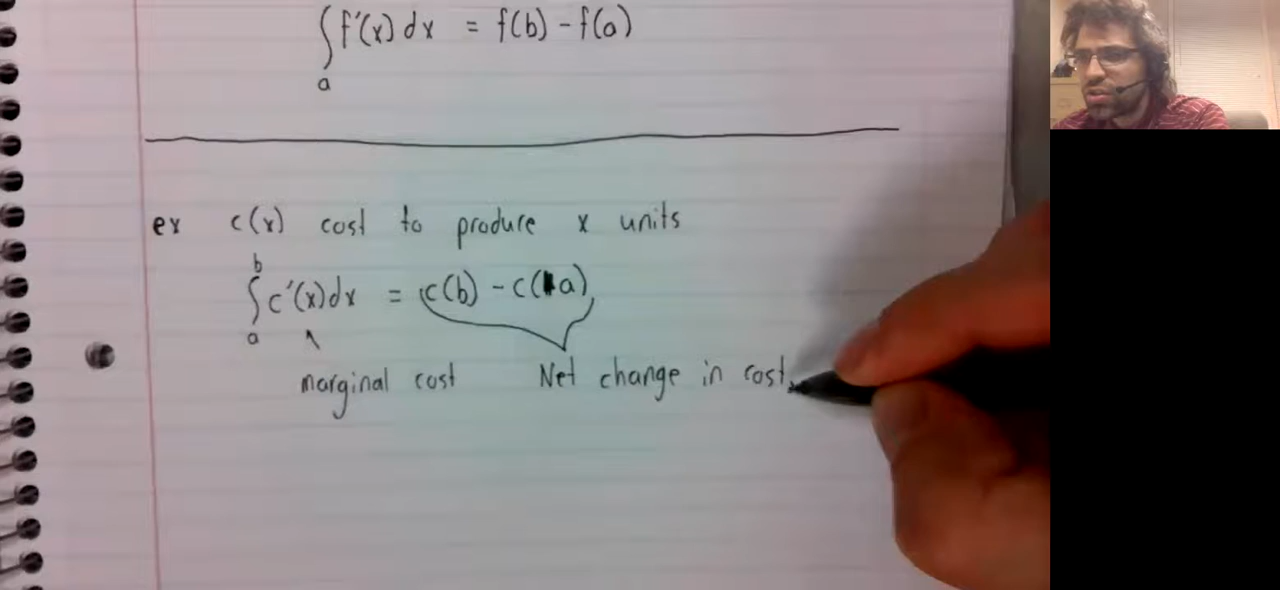 ∫ f'(x) dx = f(b) - f(a)
a
ex c(x) cost to produce x units
b
∫ c'(x) dx = c(b) - c(a)
a
marginal cost Net change in cost